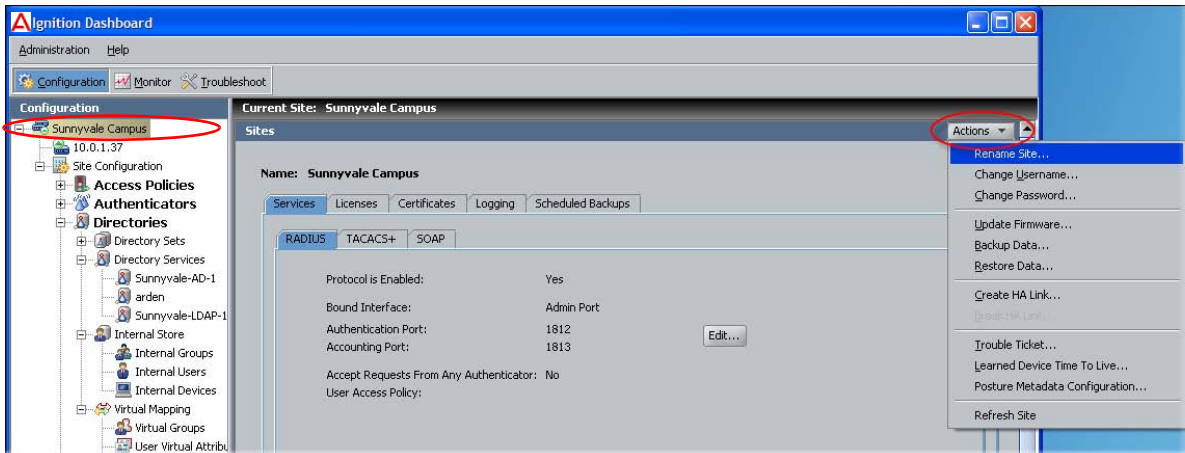 Ignition Dashboard
Administration Help
Configuration Monitor Troubleshoot
Configuration
Sunnyvale Campus
10.0.1.37
Site Configuration
Access Policies
Authenticators
Directories
Directory Sets
Directory Services
Sunnyvale-AD-1
arden
Sunnyvale-LDAP-1
Internal Store
Internal Groups
Internal Users
Internal Devices
Virtual Mapping
Virtual Groups
User Virtual Attribu
Current Site: Sunnyvale Campus
Sites
Actions
Name: Sunnyvale Campus
Services Licenses Certificates Logging Scheduled Backups
RADIUS TACACS+ SOAP
Protocol is Enabled: Yes
Bound Interface: Admin Port
Authentication Port: 1812
Edit...
Accounting Port: 1813
Accept Requests From Any Authenticator: No
User Access Policy:
Rename Site...
Change Username...
Change Password...
Update Firmware...
Backup Data...
Restore Data...
Create HA Link...
Break HA Link...
Trouble Ticket...
Learned Device Time To Live...
Posture Metadata Configuration...
Refresh Site